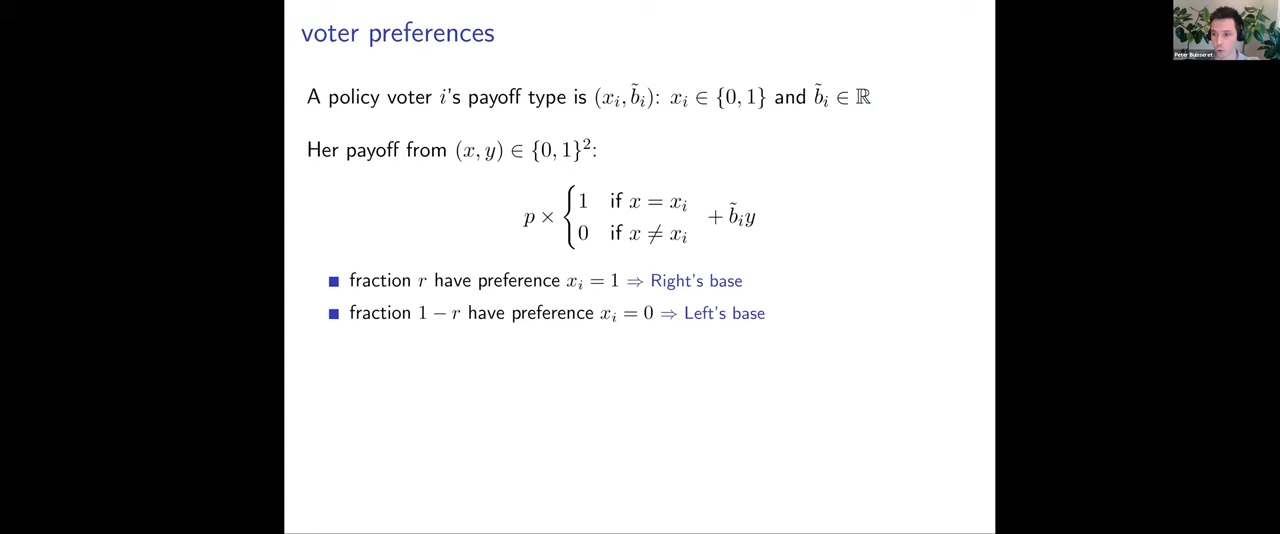 voter preferences
Peter Buisseret
A policy voter i's payoff type is (x_i, b̃_i): x_i ∈ {0, 1} and b̃_i ∈ ℝ
Her payoff from (x, y) ∈ {0, 1}²:
p × { 1 if x = x_i
0 if x ≠ x_i
+ b̃_i y
■ fraction r have preference x_i = 1 ⇒ Right's base
■ fraction 1 − r have preference x_i = 0 ⇒ Left's base